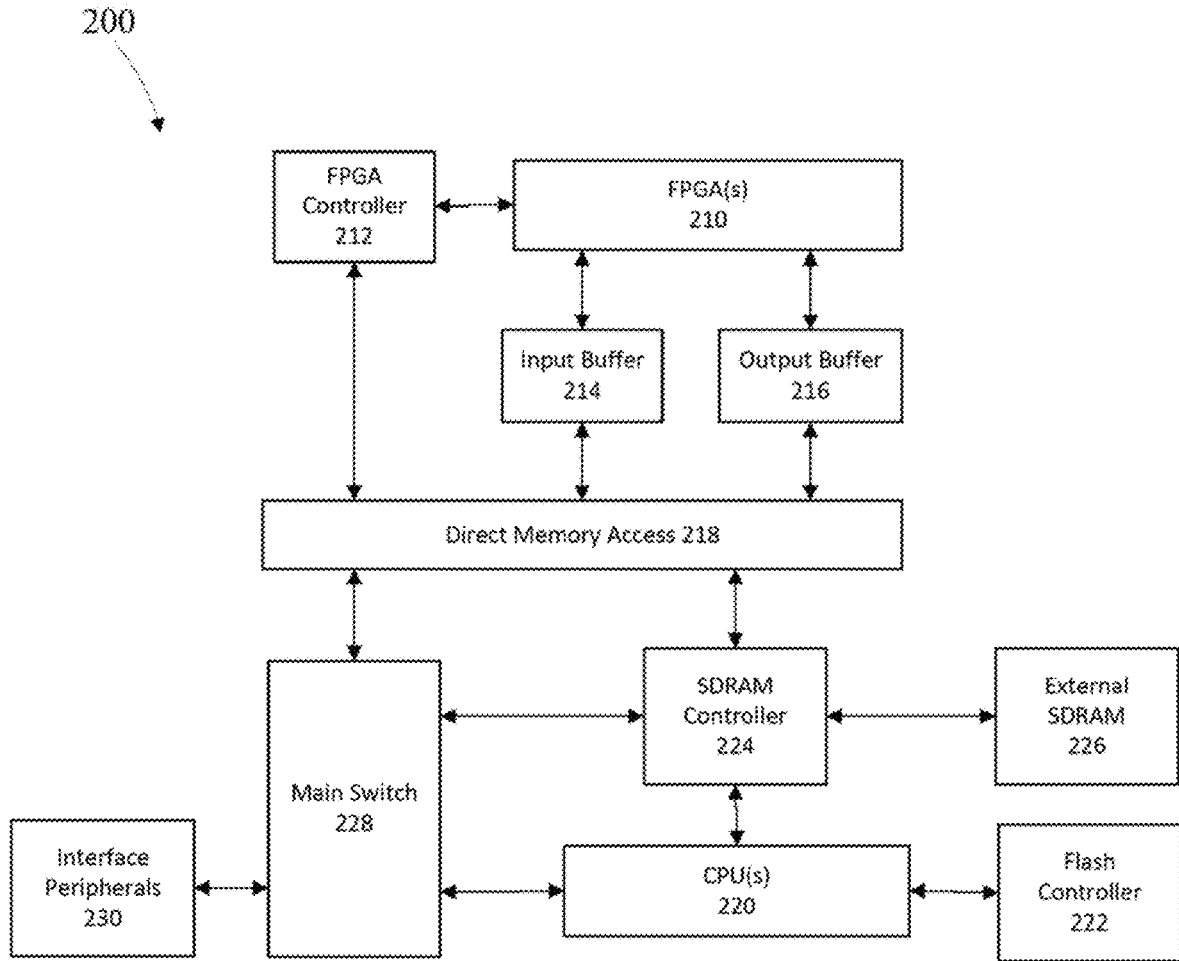 200
FPGA
Controller
212
FPGA(s)
210
Input Buffer
214
Output Buffer
216
Direct Memory Access 218
SDRAM
Controller
224
External
SDRAM
226
Main Switch
228
Interface
Peripherals
230
CPU(s)
220
Flash
Controller
222